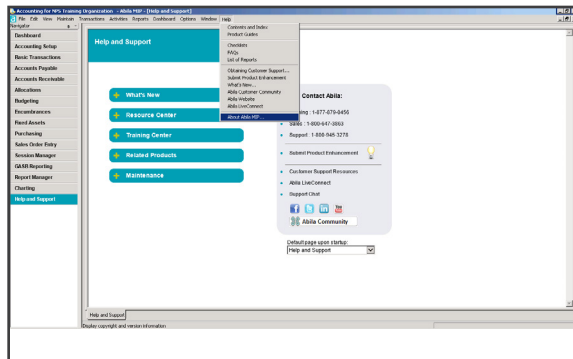 Accounting for NPS Training Organization - Abila MIP - [Help and Support]
File Edit View Maintain Transactions Activities Reports Dashboard Options Window Help
Navigator
Dashboard
Accounting Setup
Basic Transactions
Accounts Payable
Accounts Receivable
Allocations
Budgeting
Encumbrances
Fixed Assets
Purchasing
Sales Order Entry
Session Manager
GASB Reporting
Report Manager
Charting
Help and Support
Help and Support
Contents and Index
Product Guides
Checklists
FAQs
List of Reports
Obtaining Customer Support...
Submit Product Enhancement
What's New...
Abila Customer Community
Abila Website
Abila LiveConnect
About Abila MIP...
What's New
Resource Center
Training Center
Related Products
Maintenance
Contact Abila:
ing : 1-877-679-8456
Sales : 1-800-647-3863
Support 1-800-945-3278
Submit Product Enhancement
Customer Support Resources
Abila LiveConnect
Support Chat
Abila Community
Default page upon startup:
Help and Support
Help and Support
Display copyright and version information